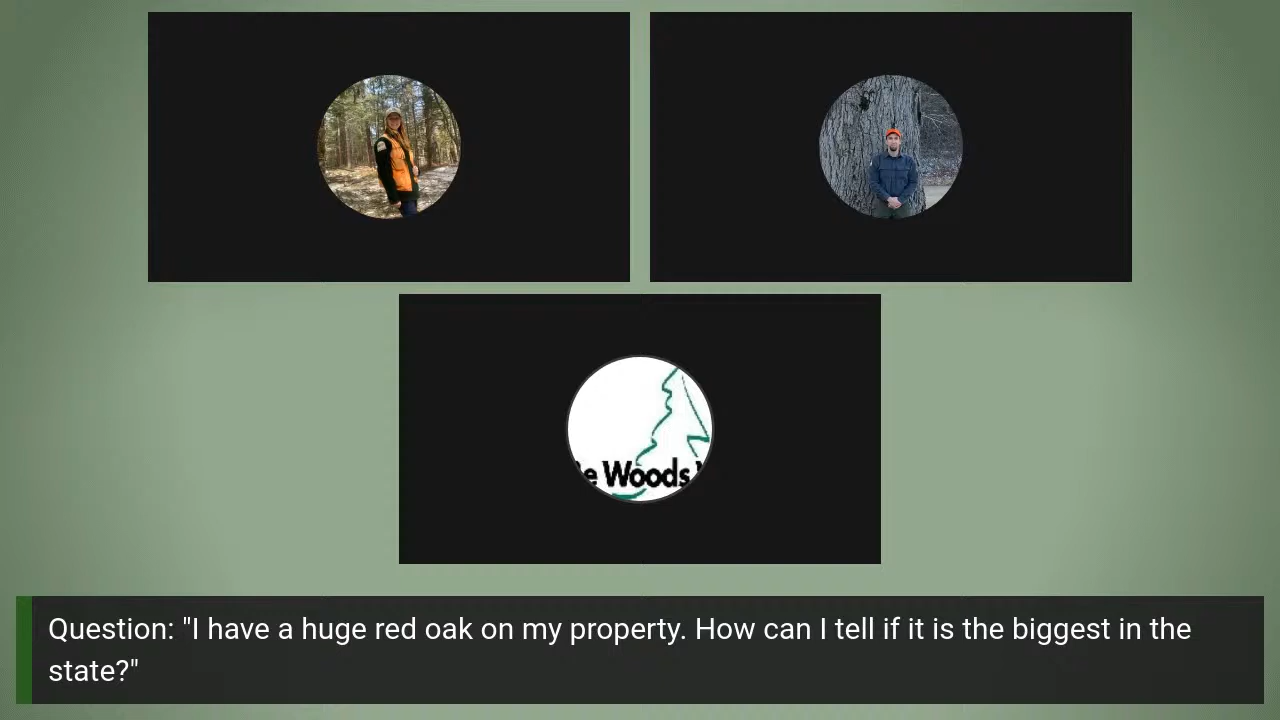 Woods
Question: "I have a huge red oak on my property. How can I tell if it is the biggest in the
state?"